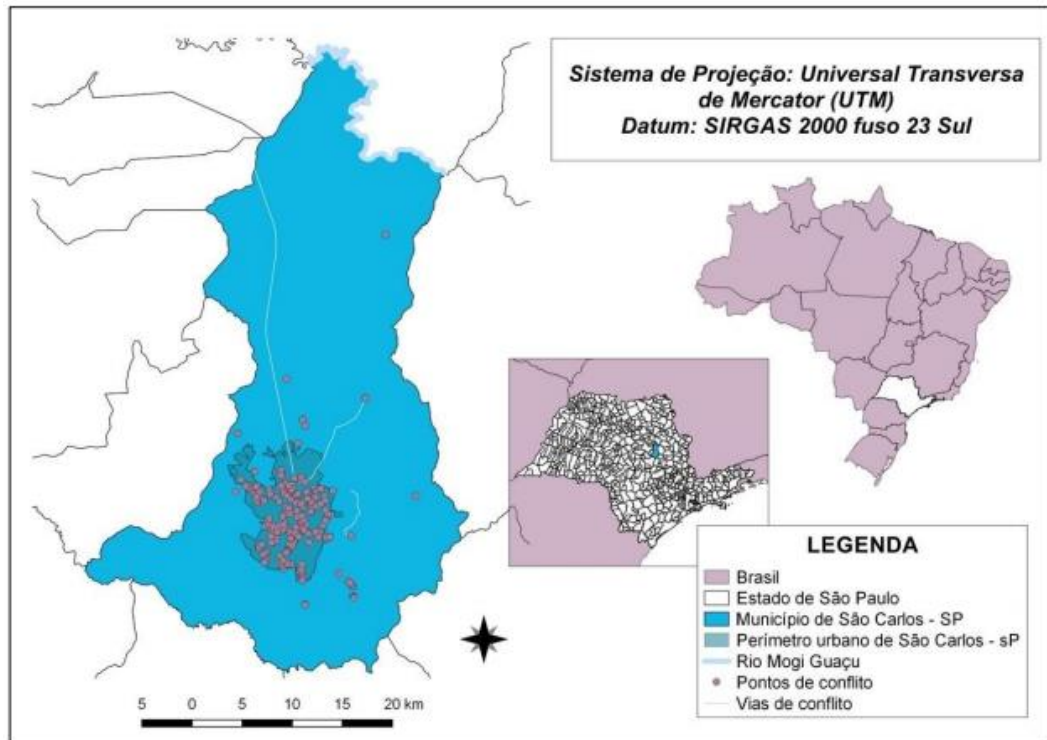 Sistema de Projeção: Universal Transversa
de Mercator (UTM)
Datum: SIRGAS 2000 fuso 23 Sul
LEGENDA
Brasil
Estado de São Paulo
Município de São Carlos - SP
Perímetro urbano de São Carlos - sP
Rio Mogi Guaçu
Pontos de conflito
Vias de conflito
5 0 5 10 15 20 km